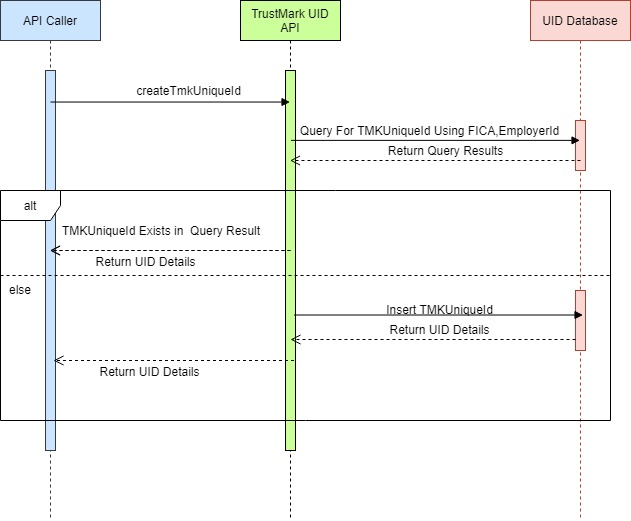 API Caller
TrustMark UID
API
UID Database
createTmkUniqueId
Query For TMKUniqueId Using FICA,EmployerId
Return Query Results
alt
TMKUniqueId Exists in  Query Result
Return UID Details
else
Insert TMKUniqueId
Return UID Details
Return UID Details